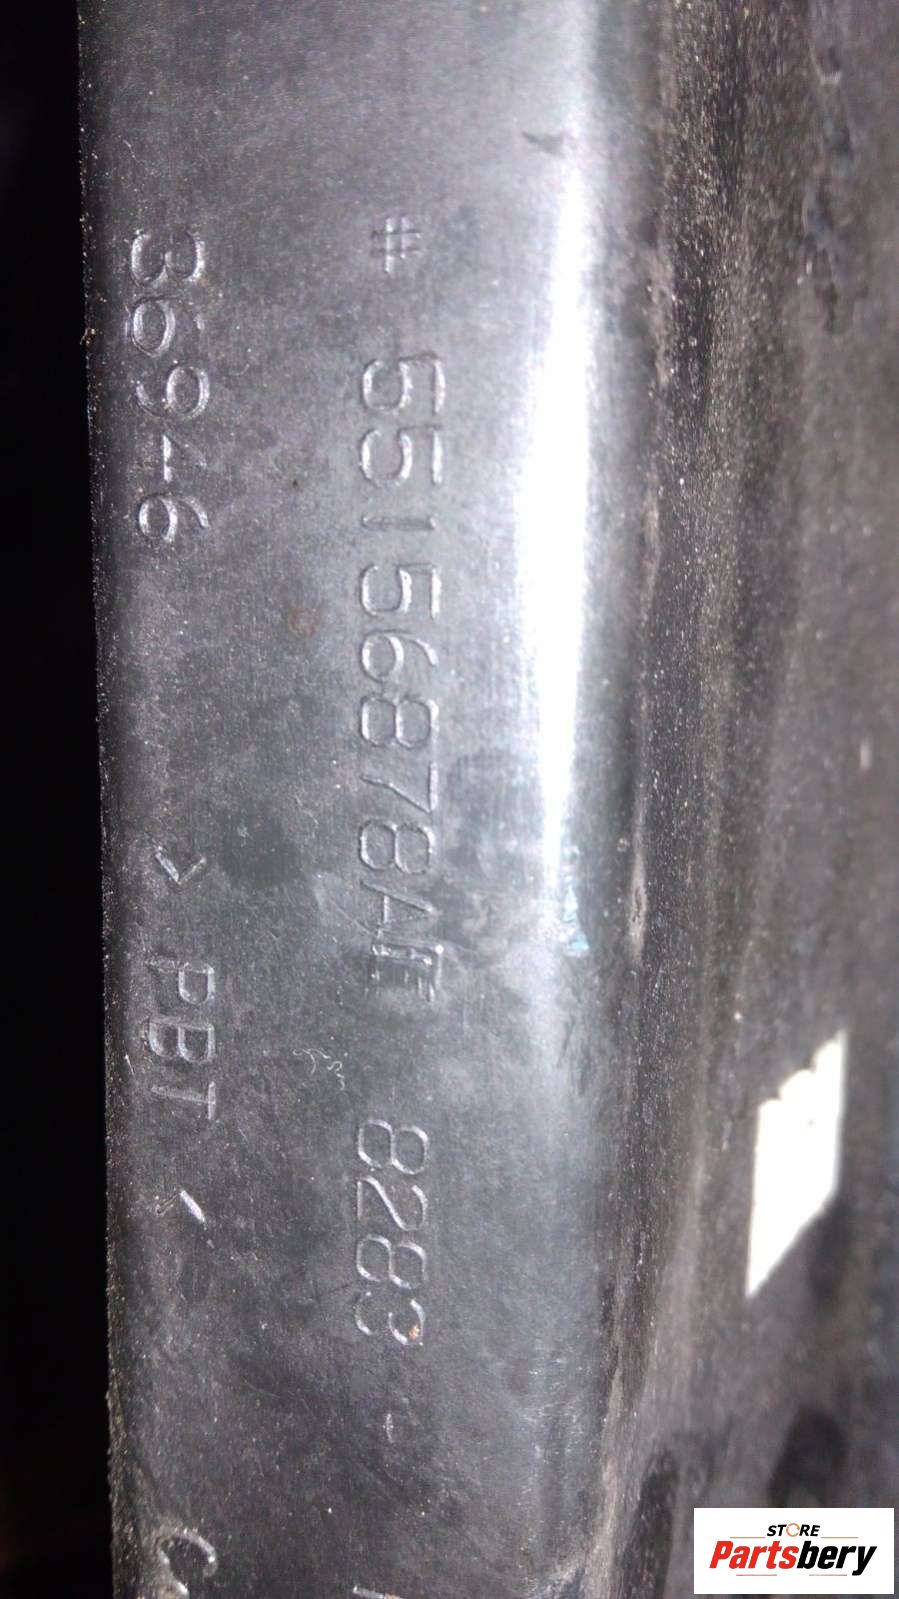 # 55156878AE 8283
36946 >PBT<
STORE
Partsbery